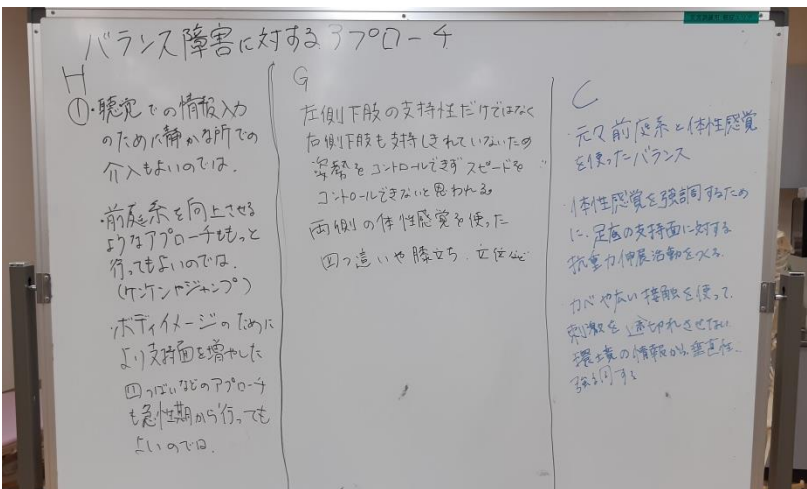 バランス障害に対するアプローチ
H
①・聴覚での情報入力
のために静かな所での
介入もよいのでは.
・前庭系を向上させる
ようなアプローチももっと
行ってもよいのでは.
(ケンケンやジャンプ)
・ボディイメージのために
より支持面を増やした
四つばいなどのアプローチ
も急性期から行っても
よいのでは.
G
左側下肢の支持性だけではなく
右側下肢も支持しきれていないため
姿勢をコントロールできずスピードを
コントロールできないと思われる。
両側の体性感覚を使った
四つ這いや膝立ち、立位など
C
・元々前庭系と体性感覚
を使ったバランス
・体性感覚を強調するため
に、足底の支持面に対する
抗重力伸展活動をつくる.
カベや広い接触を使って、
刺激を途切れさせない
環境の情報から垂直性.
強調する